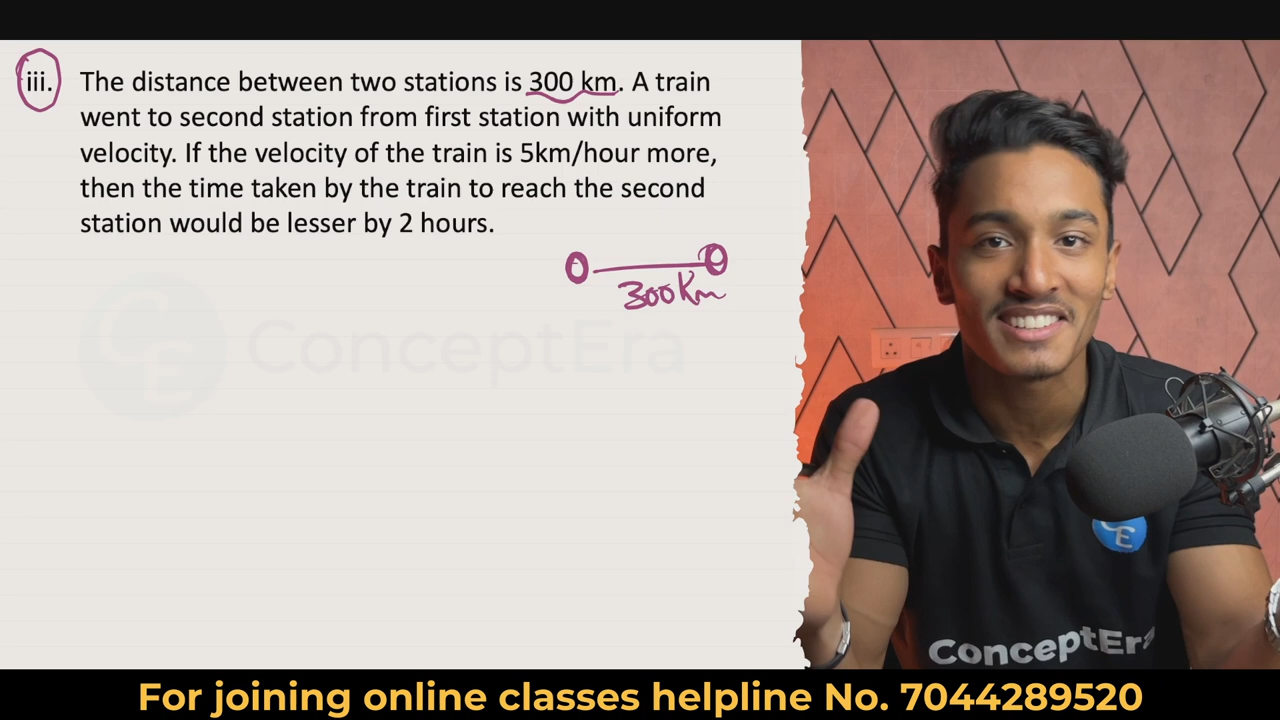 iii. The distance between two stations is 300 km. A train
went to second station from first station with uniform
velocity. If the velocity of the train is 5km/hour more,
then the time taken by the train to reach the second
station would be lesser by 2 hours.
300 Km
CE ConceptEra
CE
ConceptEra
For joining online classes helpline No. 7044289520